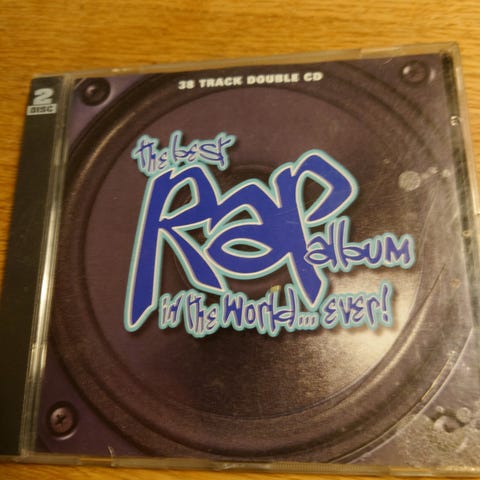 38 TRACK DOUBLE CD
2
DISC
the best
Rap
album
in the World... ever!